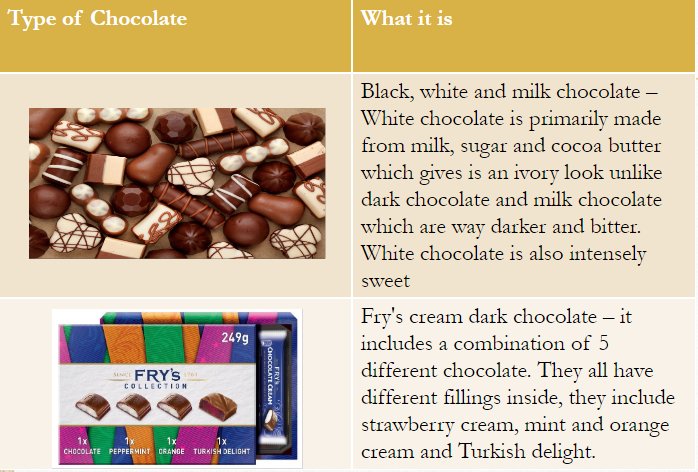 Type of Chocolate
What it is
Black, white and milk chocolate –
White chocolate is primarily made
from milk, sugar and cocoa butter
which gives is an ivory look unlike
dark chocolate and milk chocolate
which are way darker and bitter.
White chocolate is also intensely
sweet
249g
SINCE FRY'S 1761
COLLECTION
FRY'S
CHOCOLATE CREAM
1x 1x 1x 1x
CHOCOLATE PEPPERMINT ORANGE TURKISH DELIGHT
Fry's cream dark chocolate – it
includes a combination of 5
different chocolate. They all have
different fillings inside, they include
strawberry cream, mint and orange
cream and Turkish delight.